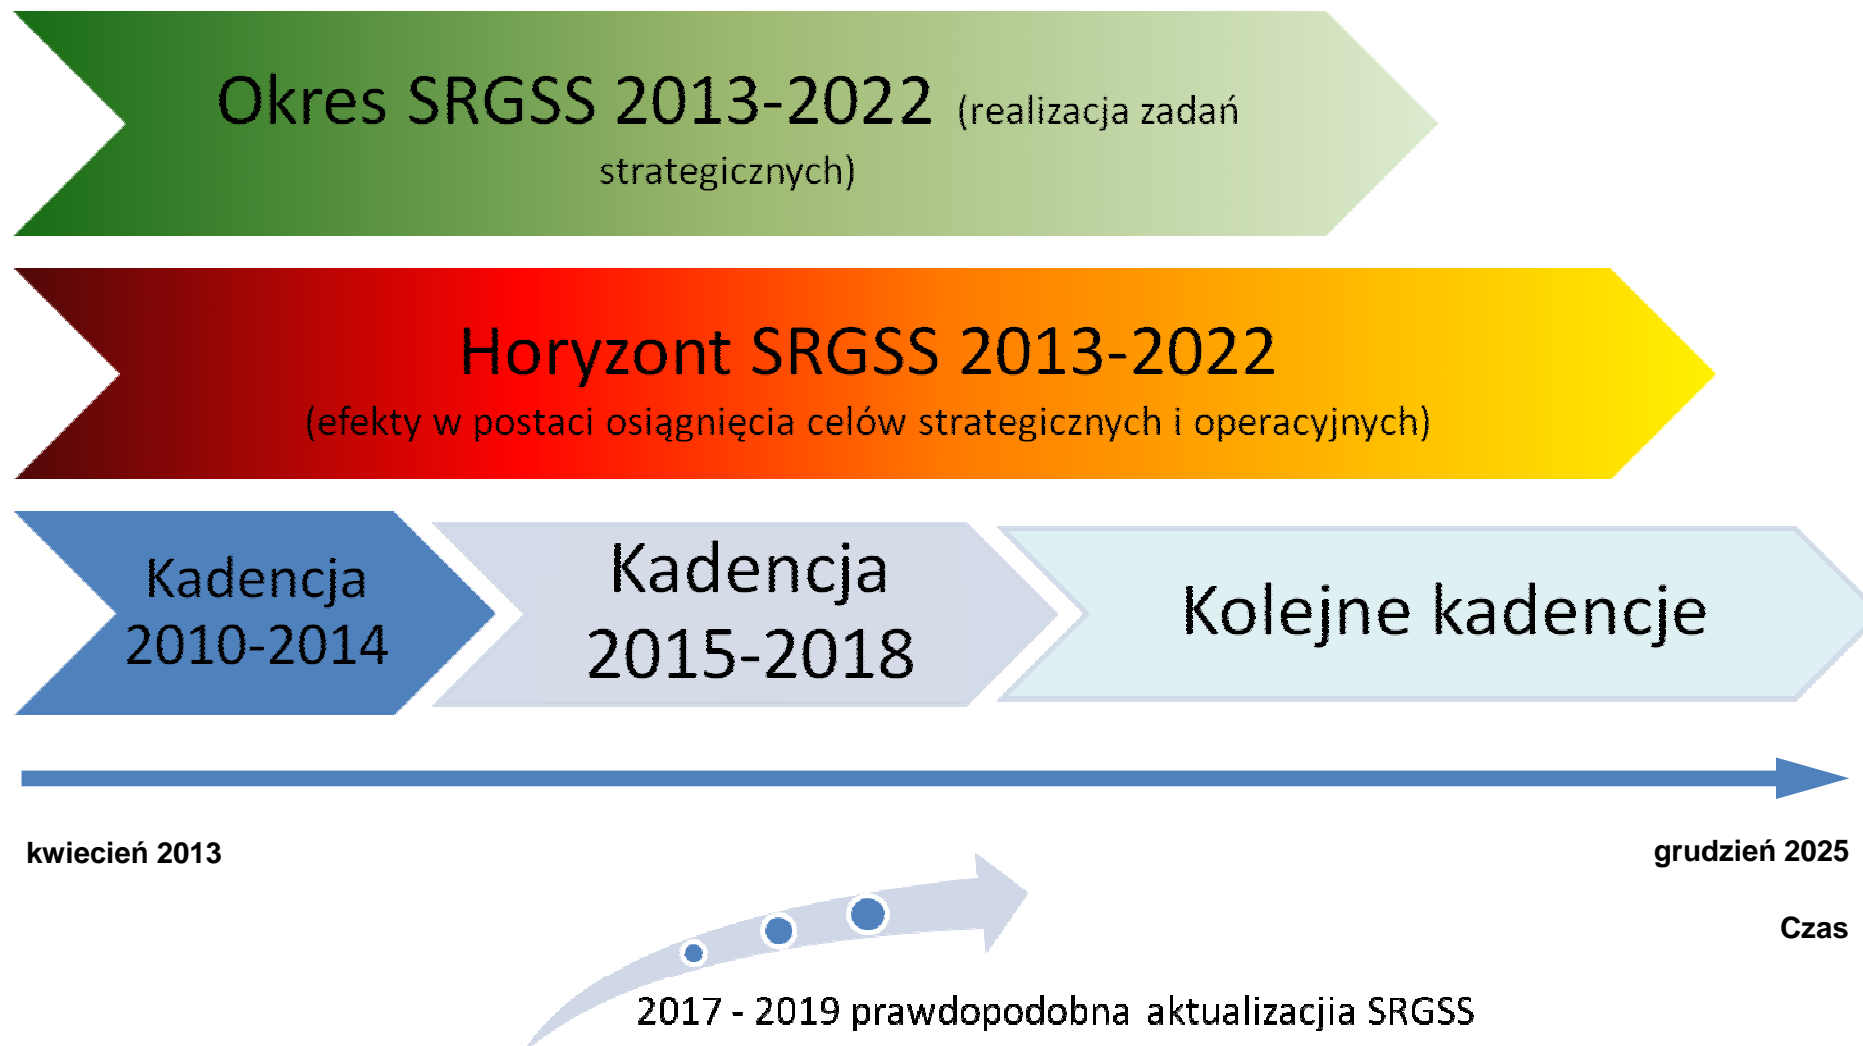 Okres SRGSS 2013-2022 (realizacja zadań
strategicznych)
Horyzont SRGSS 2013-2022
(efekty w postaci osiągnięcia celów strategicznych i operacyjnych)
Kadencja
2010-2014
Kadencja
2015-2018
Kolejne kadencje
kwiecień 2013
grudzień 2025
Czas
2017 - 2019 prawdopodobna aktualizacjia SRGSS